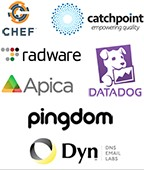 CHEF
catchpoint
empowering quality
radware
Apica
DATADOG
pingdom
Dyn
DNS
EMAIL
LABS